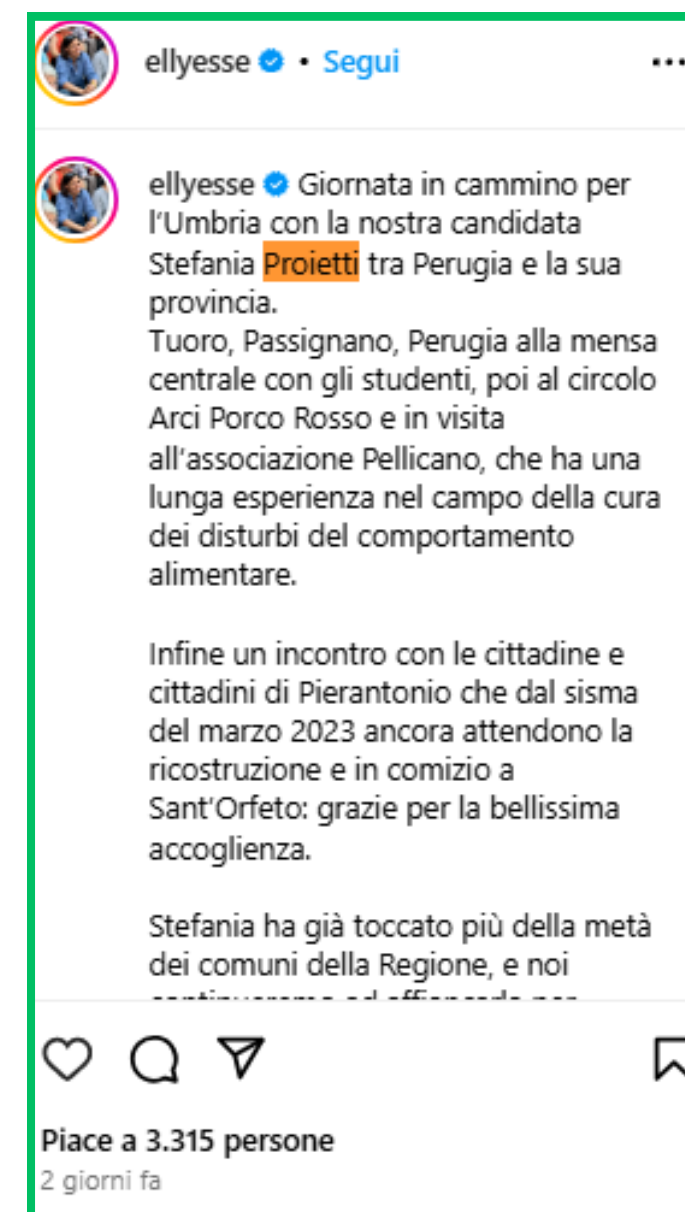 ellyesse • Segui
ellyesse Giornata in cammino per
l'Umbria con la nostra candidata
Stefania Proietti tra Perugia e la sua
provincia.
Tuoro, Passignano, Perugia alla mensa
centrale con gli studenti, poi al circolo
Arci Porco Rosso e in visita
all'associazione Pellicano, che ha una
lunga esperienza nel campo della cura
dei disturbi del comportamento
alimentare.
Infine un incontro con le cittadine e
cittadini di Pierantonio che dal sisma
del marzo 2023 ancora attendono la
ricostruzione e in comizio a
Sant'Orfeto: grazie per la bellissima
accoglienza.
Stefania ha già toccato più della metà
dei comuni della Regione, e noi
Piace a 3.315 persone
2 giorni fa